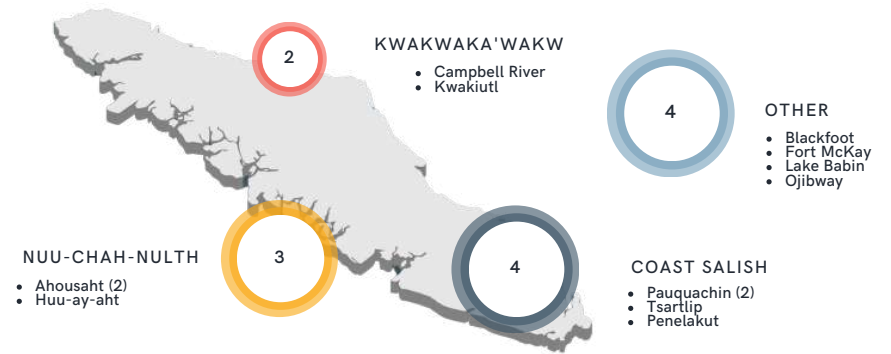 2
KWAKWAKA'WAKW
• Campbell River
• Kwakiutl
4
OTHER
• Blackfoot
• Fort McKay
• Lake Babin
• Ojibway
NUU-CHAH-NULTH
• Ahousaht (2)
• Huu-ay-aht
3
4
COAST SALISH
• Pauquachin (2)
• Tsartlip
• Penelakut